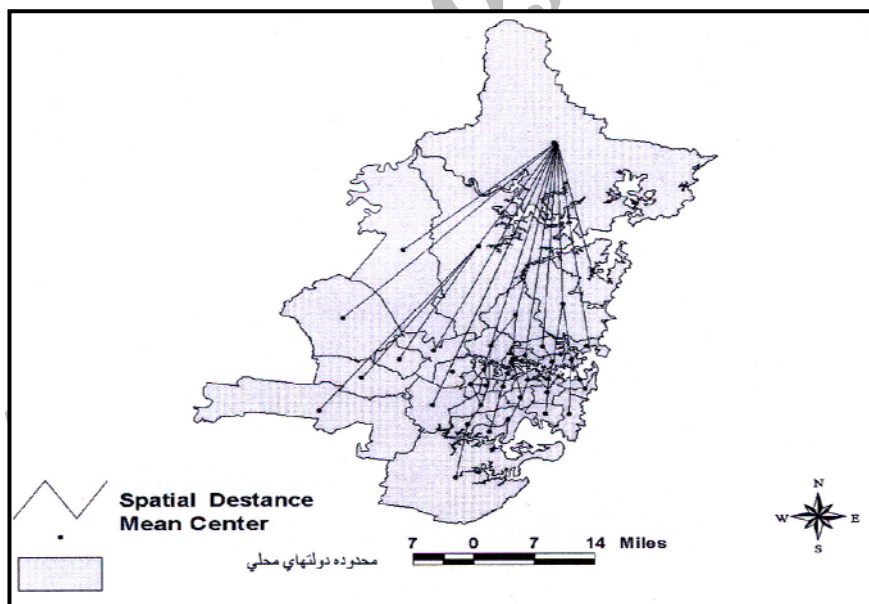 Spatial Destance
Mean Center
محدوده دولتهاي محلي
7 0 7 14 Miles
N
W E
S